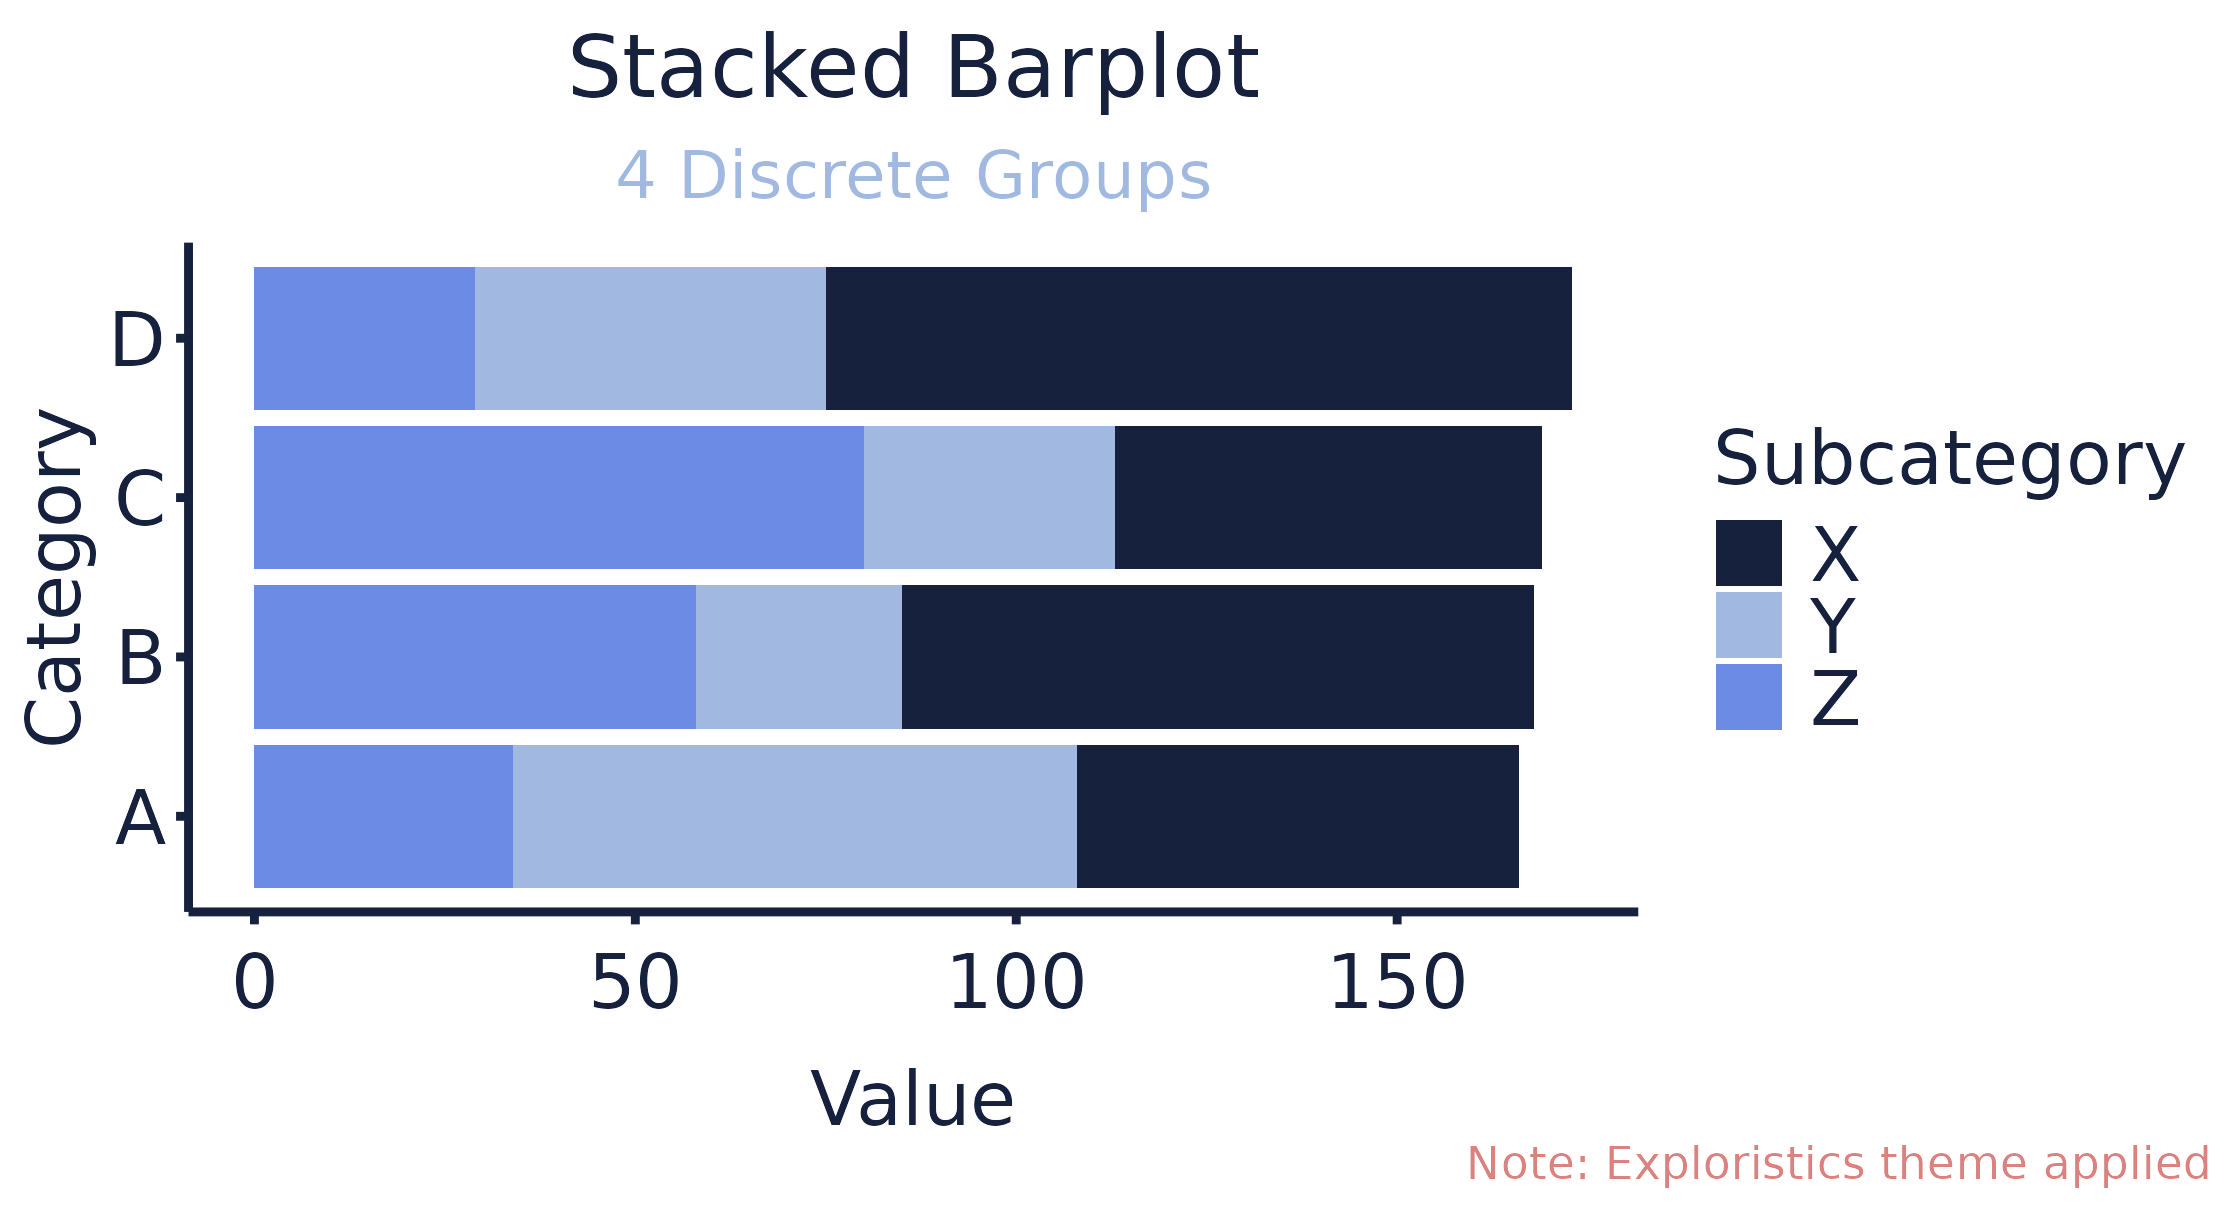 Stacked Barplot
4 Discrete Groups
Category
D
C
B
A
0 50 100 150
Value
Subcategory
X
Y
Z
Note: Exploristics theme applied